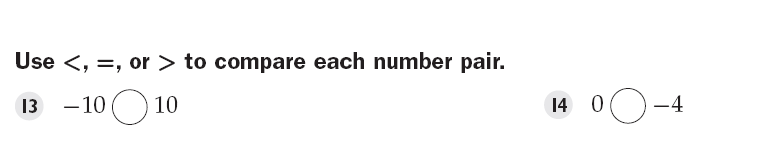 Use <, =, or > to compare each number pair.
13 −10 ◯ 10 14 0 ◯ −4